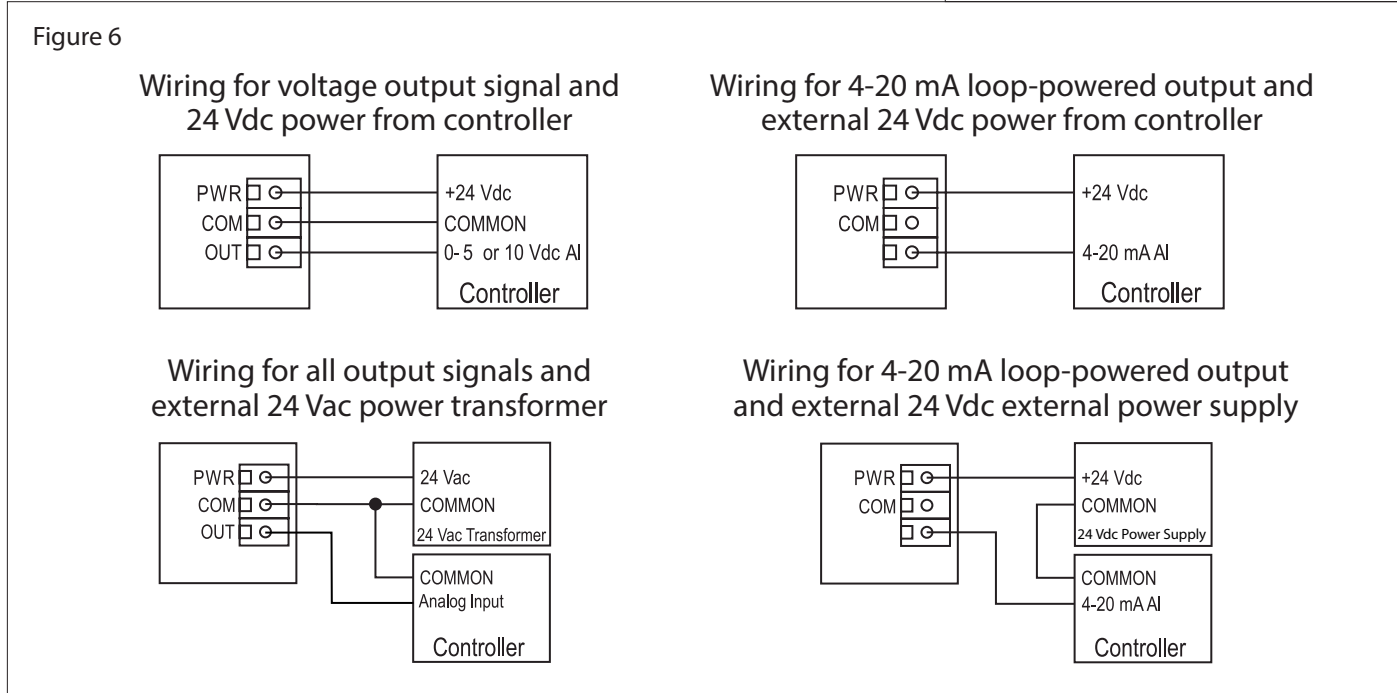 Figure 6
Wiring for voltage output signal and
24 Vdc power from controller
PWR
COM
OUT
+24 Vdc
COMMON
0-5 or 10 Vdc AI
Controller
Wiring for 4-20 mA loop-powered output and
external 24 Vdc power from controller
PWR
COM
+24 Vdc
4-20 mA AI
Controller
Wiring for all output signals and
external 24 Vac power transformer
PWR
COM
OUT
24 Vac
COMMON
24 Vac Transformer
COMMON
Analog Input
Controller
Wiring for 4-20 mA loop-powered output
and external 24 Vdc external power supply
PWR
COM
+24 Vdc
COMMON
24 Vdc Power Supply
COMMON
4-20 mA AI
Controller